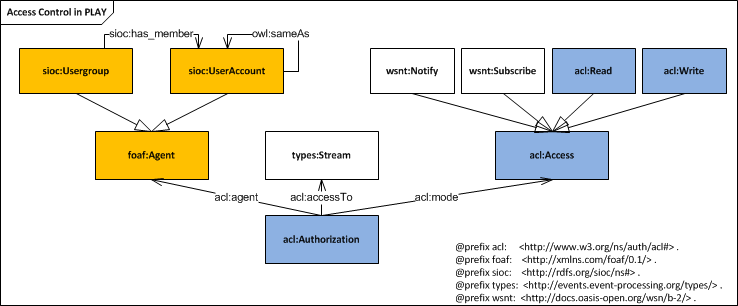 Access Control in PLAY
sioc:has_member
owl:sameAs
sioc:Usergroup
sioc:UserAccount
wsnt:Notify
wsnt:Subscribe
acl:Read
acl:Write
foaf:Agent
types:Stream
acl:Access
acl:agent
acl:accessTo
acl:mode
acl:Authorization
@prefix acl: <http://www.w3.org/ns/auth/acl#> .
@prefix foaf: <http://xmlns.com/foaf/0.1/> .
@prefix sioc: <http://rdfs.org/sioc/ns#> .
@prefix types: <http://events.event-processing.org/types/> .
@prefix wsnt: <http://docs.oasis-open.org/wsn/b-2/> .